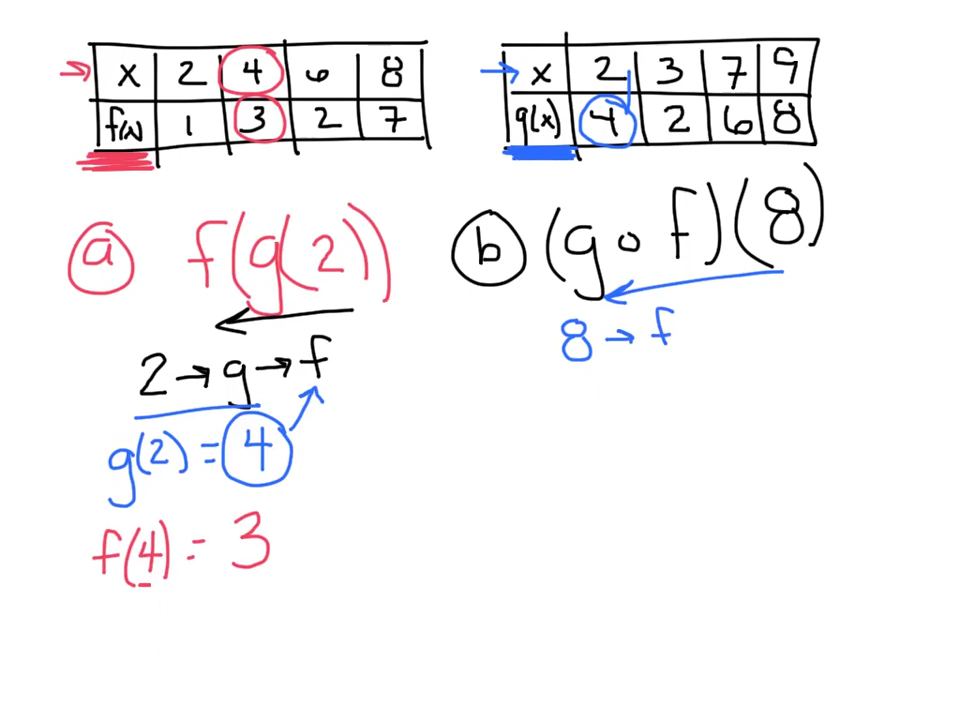 x 2 4 6 8
f(x) 1 3 2 7
x 2 3 7 9
g(x) 4 2 6 8
a f(g(2))
2 → g → f
g(2) = 4
f(4) = 3
b (g ∘ f)(8)
8 → f